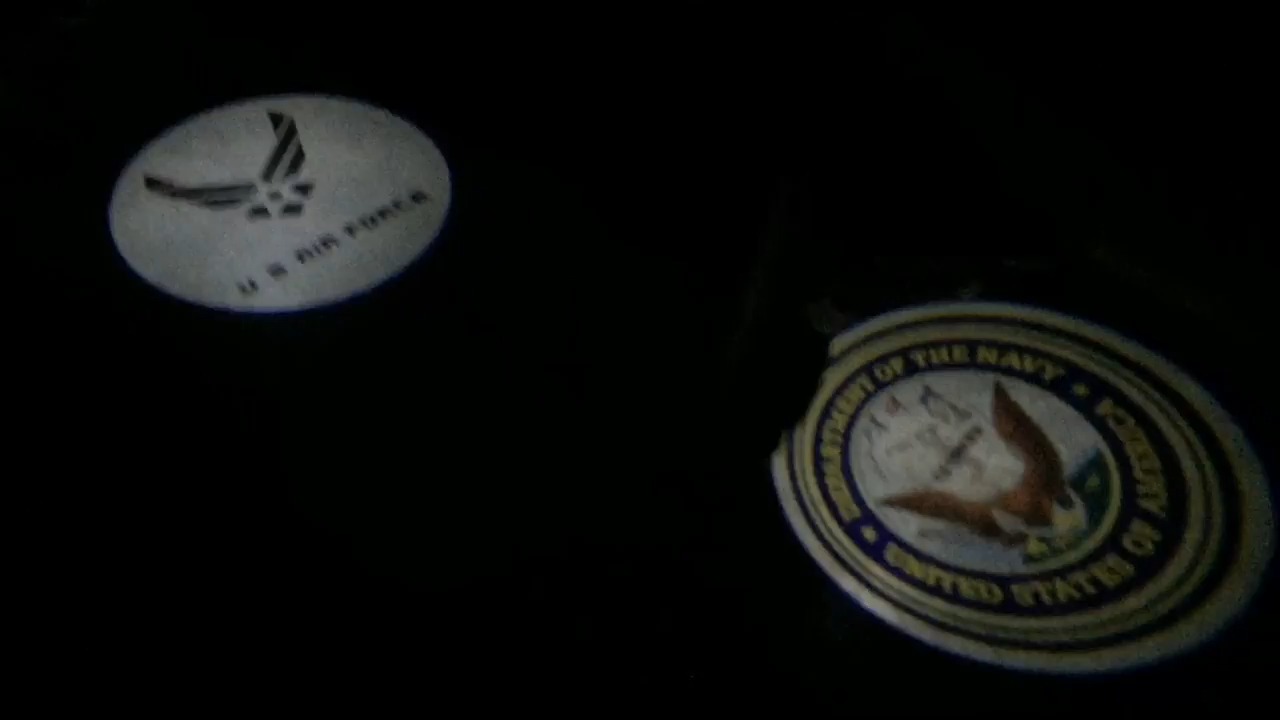 U S AIR FORCE
DEPARTMENT OF THE NAVY
UNITED STATES OF AMERICA